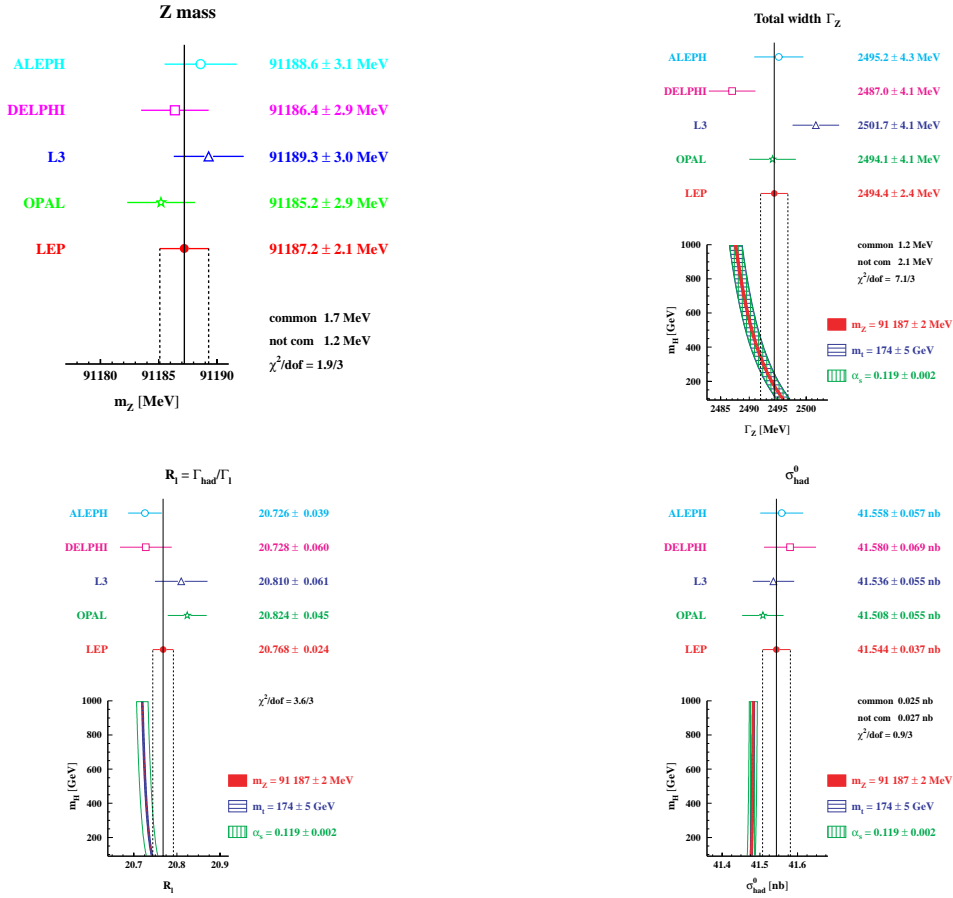 Z mass
ALEPH 91188.6 ± 3.1 MeV
DELPHI 91186.4 ± 2.9 MeV
L3 91189.3 ± 3.0 MeV
OPAL 91185.2 ± 2.9 MeV
LEP 91187.2 ± 2.1 MeV
common 1.7 MeV
not com 1.2 MeV
χ²/dof = 1.9/3
91180 91185 91190
m_Z [MeV]
Total width Γ_Z
ALEPH 2495.2 ± 4.3 MeV
DELPHI 2487.0 ± 4.1 MeV
L3 2501.7 ± 4.1 MeV
OPAL 2494.1 ± 4.1 MeV
LEP 2494.4 ± 2.4 MeV
common 1.2 MeV
not com 2.1 MeV
χ²/dof = 7.1/3
m_Z = 91 187 ± 2 MeV
m_t = 174 ± 5 GeV
α_s = 0.119 ± 0.002
1000
800
600
400
200
m_H [GeV]
2485 2490 2495 2500
Γ_Z [MeV]
R_l = Γ_had/Γ_l
ALEPH 20.726 ± 0.039
DELPHI 20.728 ± 0.060
L3 20.810 ± 0.061
OPAL 20.824 ± 0.045
LEP 20.768 ± 0.024
χ²/dof = 3.6/3
m_Z = 91 187 ± 2 MeV
m_t = 174 ± 5 GeV
α_s = 0.119 ± 0.002
1000
800
600
400
200
m_H [GeV]
20.7 20.8 20.9
R_l
σ⁰_had
ALEPH 41.558 ± 0.057 nb
DELPHI 41.580 ± 0.069 nb
L3 41.536 ± 0.055 nb
OPAL 41.508 ± 0.055 nb
LEP 41.544 ± 0.037 nb
common 0.025 nb
not com 0.027 nb
χ²/dof = 0.9/3
m_Z = 91 187 ± 2 MeV
m_t = 174 ± 5 GeV
α_s = 0.119 ± 0.002
1000
800
600
400
200
m_H [GeV]
41.4 41.5 41.6
σ⁰_had [nb]